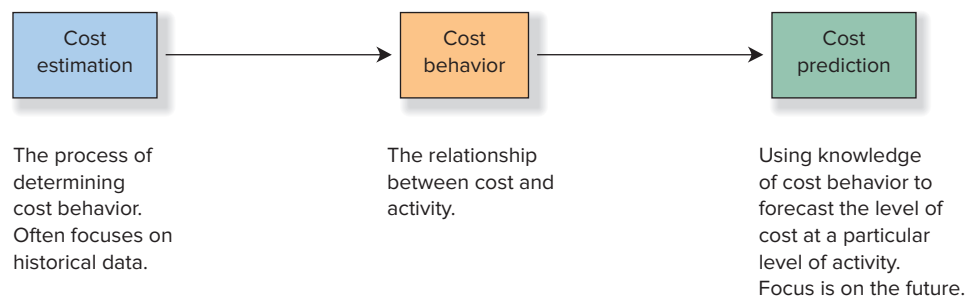 Cost
estimation
Cost
behavior
Cost
prediction
The process of
determining
cost behavior.
Often focuses on
historical data.
The relationship
between cost and
activity.
Using knowledge
of cost behavior to
forecast the level of
cost at a particular
level of activity.
Focus is on the future.